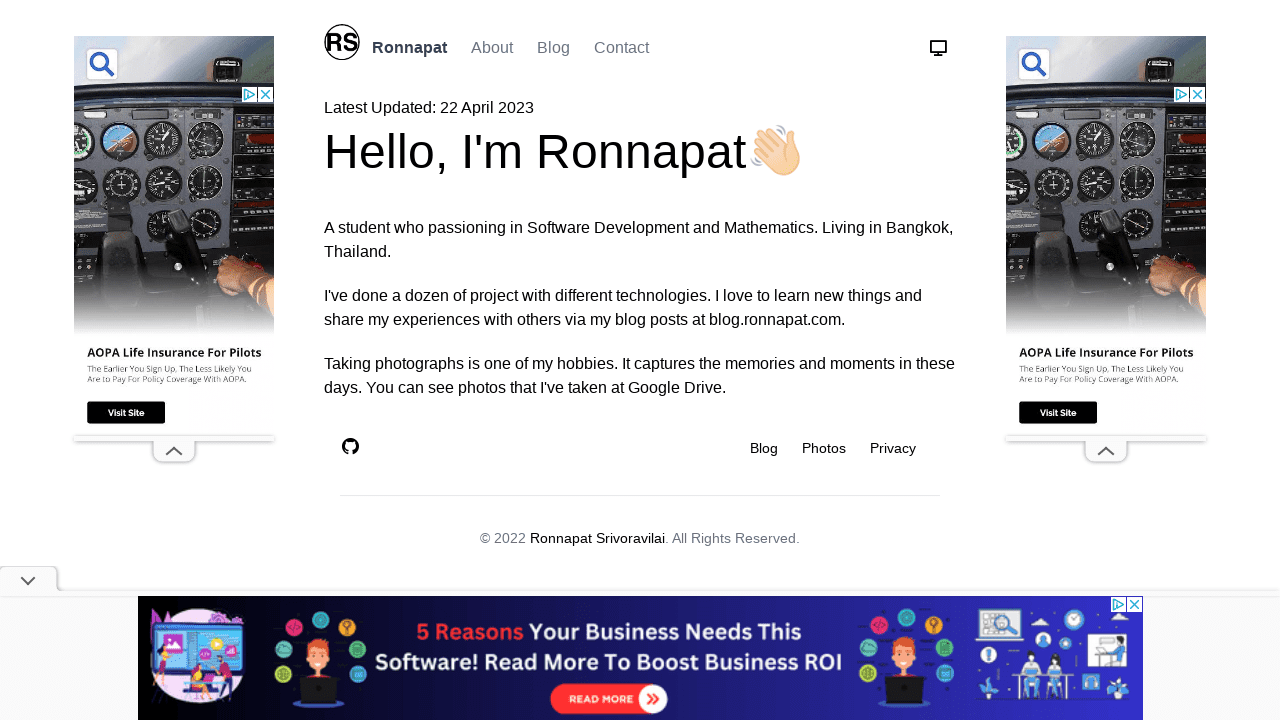 RS
Ronnapat
About
Blog
Contact
Latest Updated: 22 April 2023
Hello, I'm Ronnapat👋🏼
A student who passioning in Software Development and Mathematics. Living in Bangkok,
Thailand.
I've done a dozen of project with different technologies. I love to learn new things and
share my experiences with others via my blog posts at blog.ronnapat.com.
Taking photographs is one of my hobbies. It captures the memories and moments in these
days. You can see photos that I've taken at Google Drive.
Blog
Photos
Privacy
© 2022 Ronnapat Srivoravilai. All Rights Reserved.
AOPA Life Insurance For Pilots
The Earlier You Sign Up, The Less Likely You
Are to Pay For Policy Coverage With AOPA.
Visit Site
AOPA Life Insurance For Pilots
The Earlier You Sign Up, The Less Likely You
Are to Pay For Policy Coverage With AOPA.
Visit Site
5 Reasons Your Business Needs This
Software! Read More To Boost Business ROI
READ MORE